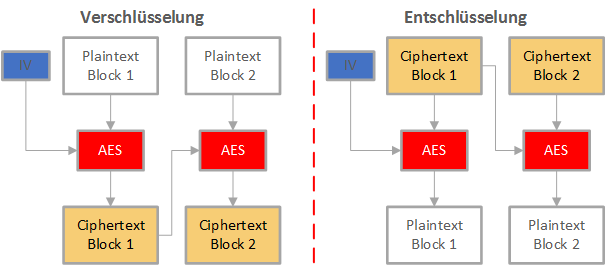 Verschlüsselung
IV
Plaintext
Block 1
Plaintext
Block 2
AES
AES
Ciphertext
Block 1
Ciphertext
Block 2
Entschlüsselung
IV
Ciphertext
Block 1
Ciphertext
Block 2
AES
AES
Plaintext
Block 1
Plaintext
Block 2